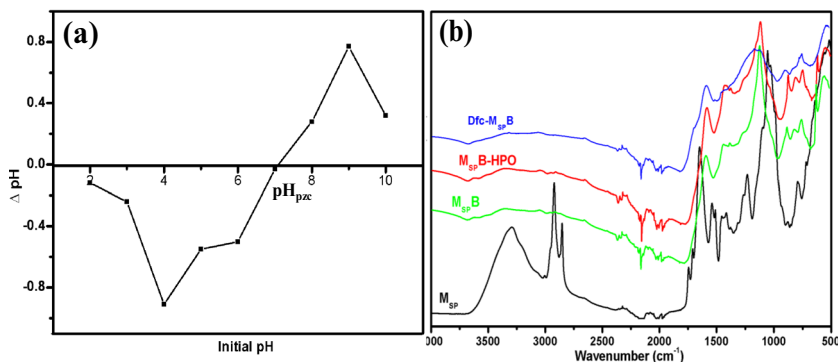 (a)
0.8
0.4
0.0
-0.4
-0.8
Δ pH
2
4
6
8
10
pHpzc
Initial pH
(b)
Dfc-MSPB
MSPB-HPO
MSPB
MSP
000
3500
3000
2500
2000
1500
1000
500
Wavenumber (cm-1)